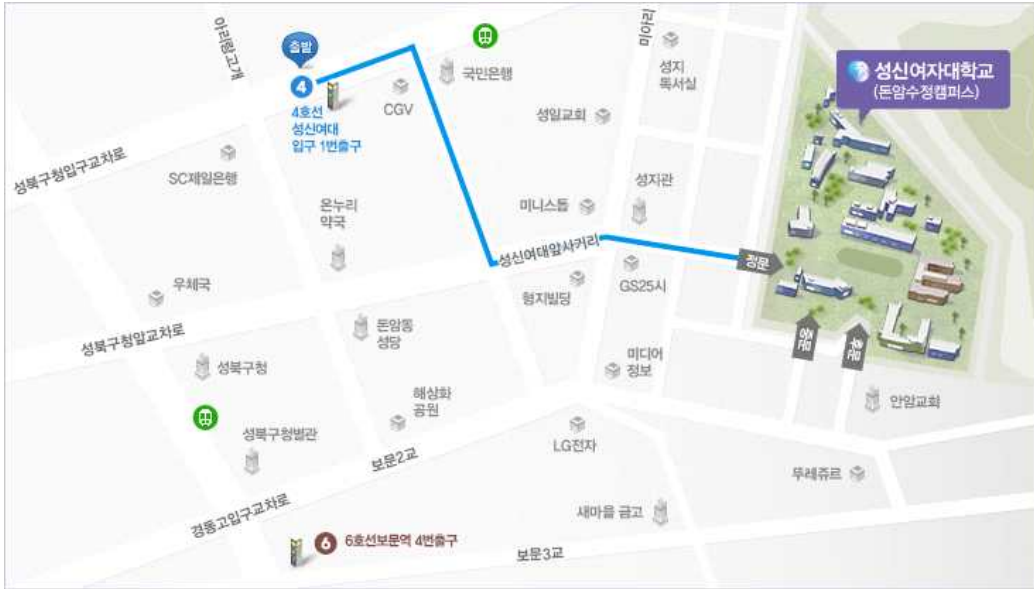 아리랑고개
미아리
출발
4
4호선
성신여대
입구 1번출구
CGV
국민은행
성지
독서실
성신여자대학교
(돈암수정캠퍼스)
성일교회
성북구청입구교차로
SC제일은행
온누리
약국
미니스톱
성지관
성신여대앞사거리
정문
우체국
형지빌딩
GS25시
성북구청앞교차로
돈암동
성당
중문
후문
성북구청
미디어
정보
해상화
공원
안암교회
성북구청별관
보문2교
LG전자
뚜레쥬르
경동고입구교차로
새마을 금고
6
6호선보문역 4번출구
보문3교